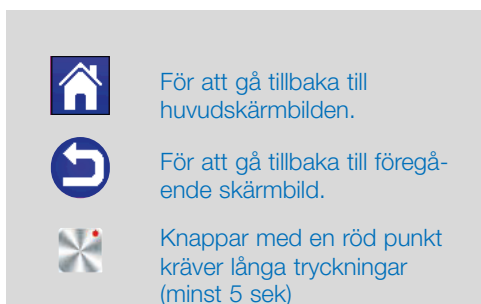 För att gå tillbaka till
huvudskärmbilden.
För att gå tillbaka till föregå-
ende skärmbild.
Knappar med en röd punkt
kräver långa tryckningar
(minst 5 sek)